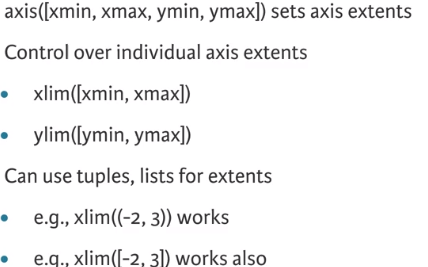 axis([xmin, xmax, ymin, ymax]) sets axis extents
Control over individual axis extents
• xlim([xmin, xmax])
• ylim([ymin, ymax])
Can use tuples, lists for extents
• e.g., xlim((-2, 3)) works
• e.g., xlim([-2, 3]) works also